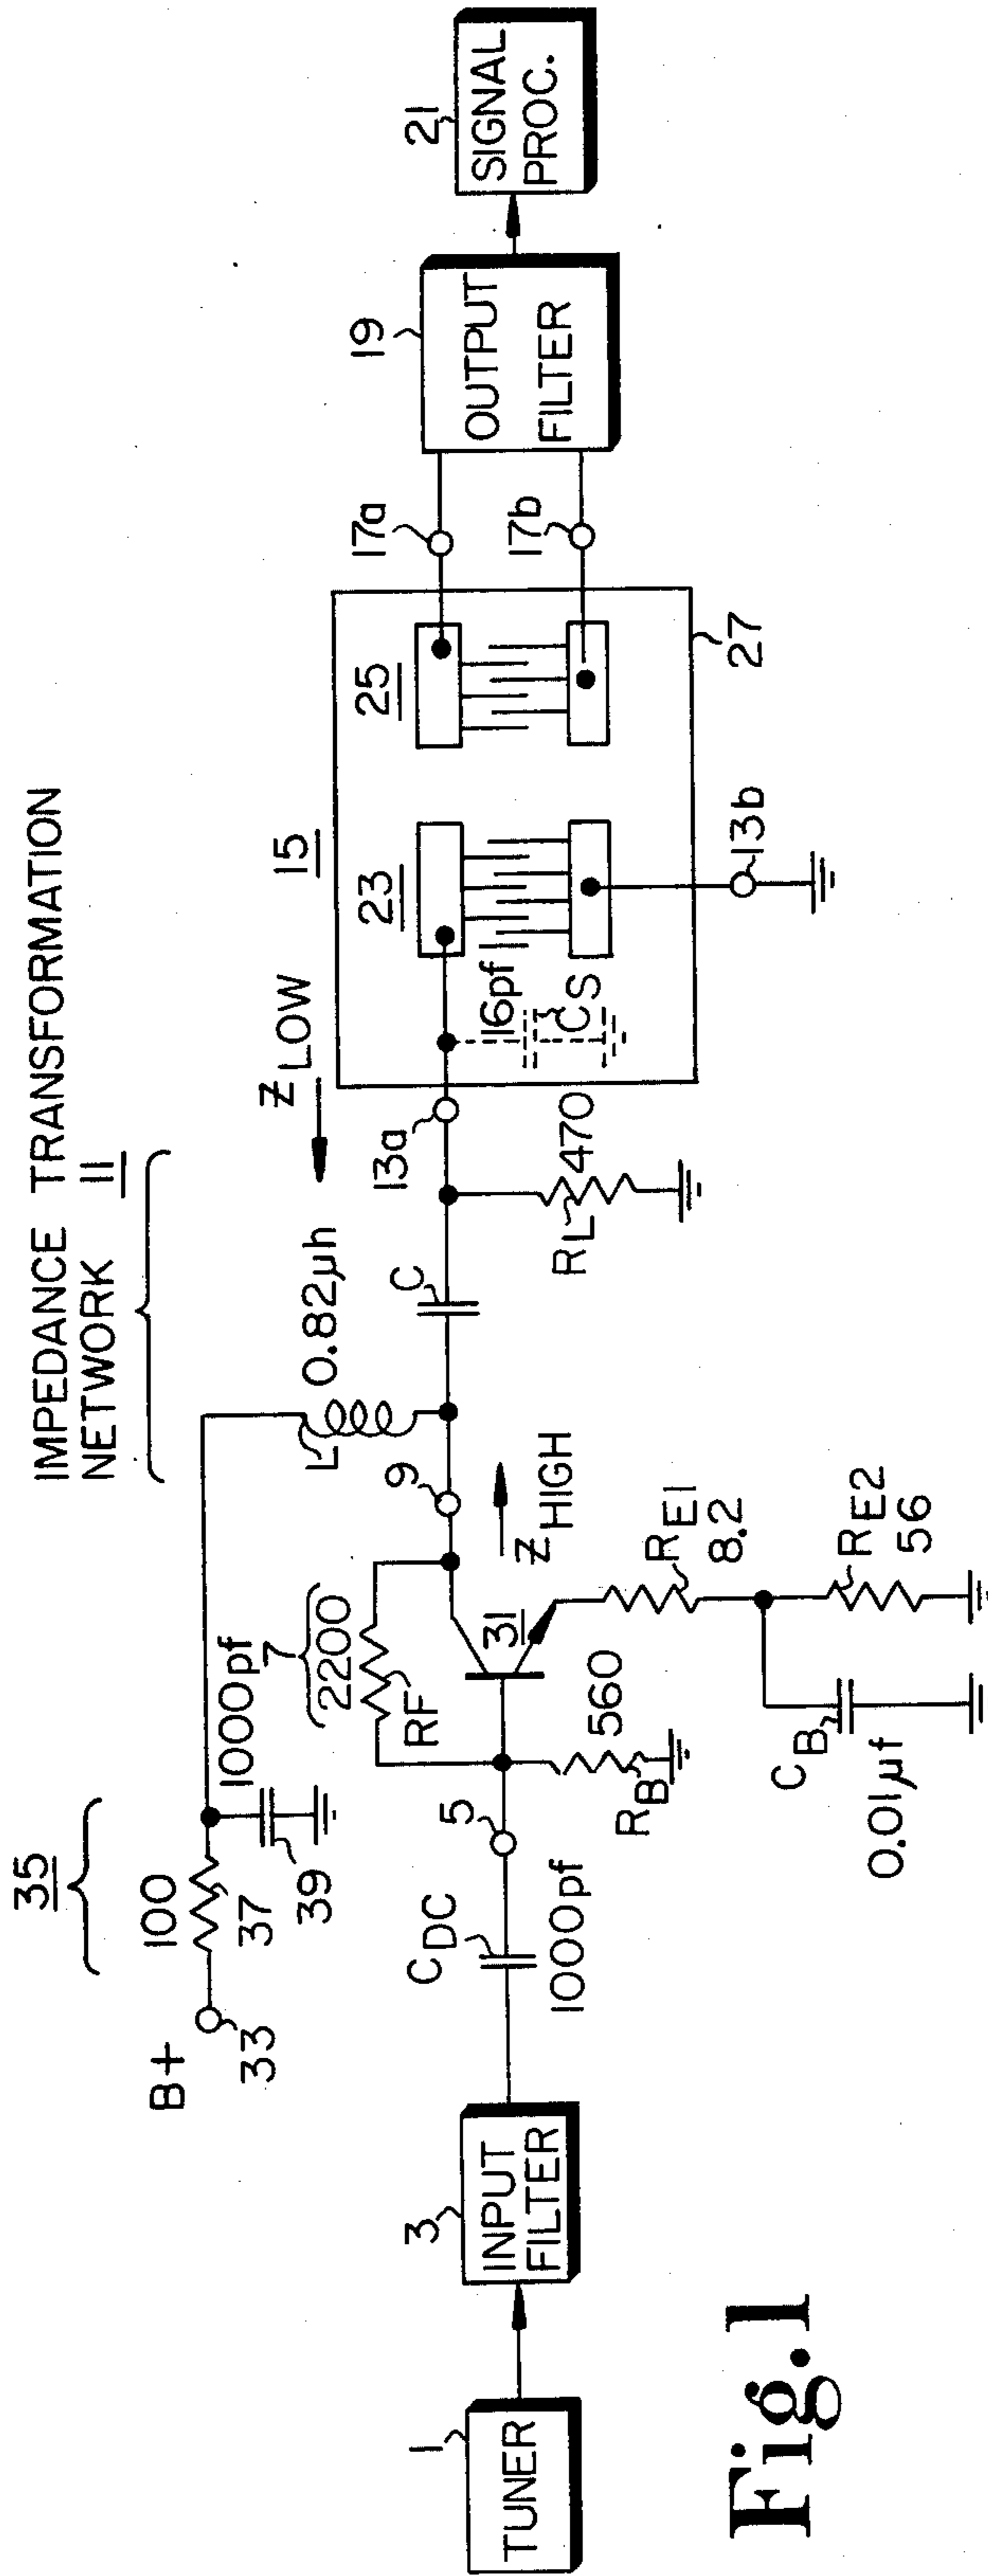 IMPEDANCE TRANSFORMATION
NETWORK 11
35
B+
33
100
37
39
1000pf
7
2200
RF
L
0.82µh
C
Z LOW
15
9
Z HIGH
13a
RL
470
16pf
CS
23
25
13b
27
17a
17b
19
OUTPUT
FILTER
21
SIGNAL
PROC.
1
TUNER
3
INPUT
FILTER
CDC
1000pf
5
RB
560
31
RE1
8.2
RE2
56
CB
0.01µf
Fig.1